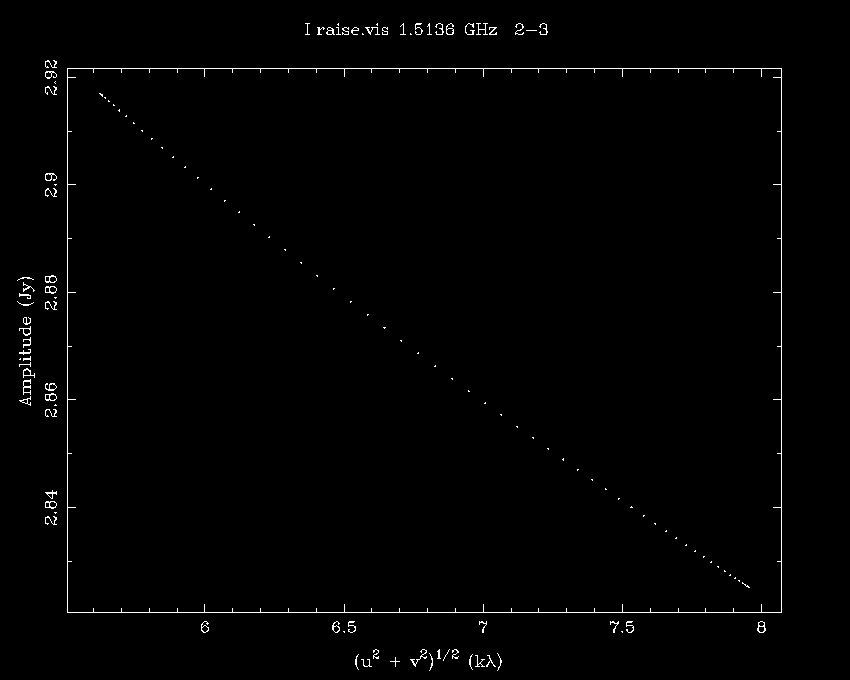 I raise.vis 1.5136 GHz 2−3
2.92
2.9
2.88
2.86
2.84
Amplitude (Jy)
6 6.5 7 7.5 8
(u² + v²)¹/² (kλ)